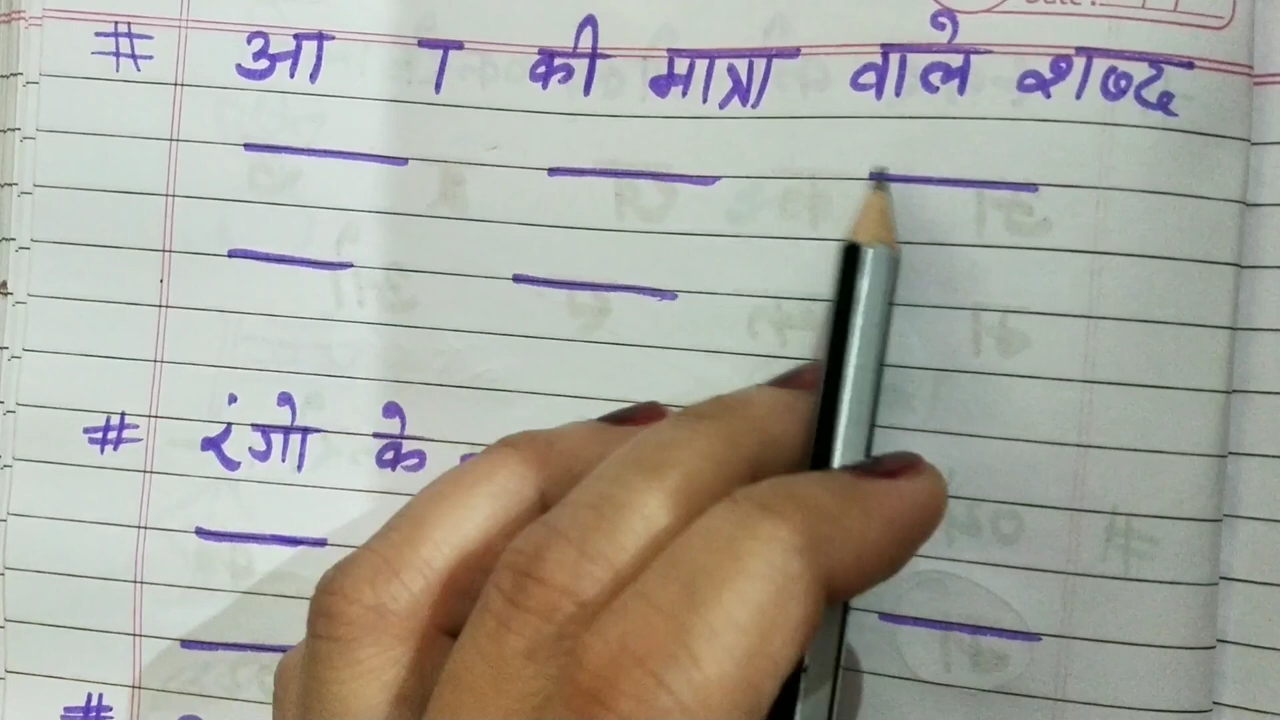 # आ ा की मात्रा वाले शब्द
# रंगो के
#